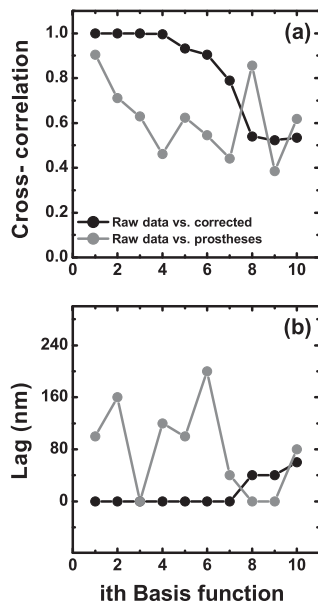 (a)
Cross- correlation
1.0
0.8
0.6
0.4
0.2
0.0
Raw data vs. corrected
Raw data vs. prostheses
0 2 4 6 8 10
(b)
Lag (nm)
240
160
80
0
0 2 4 6 8 10
ith Basis function